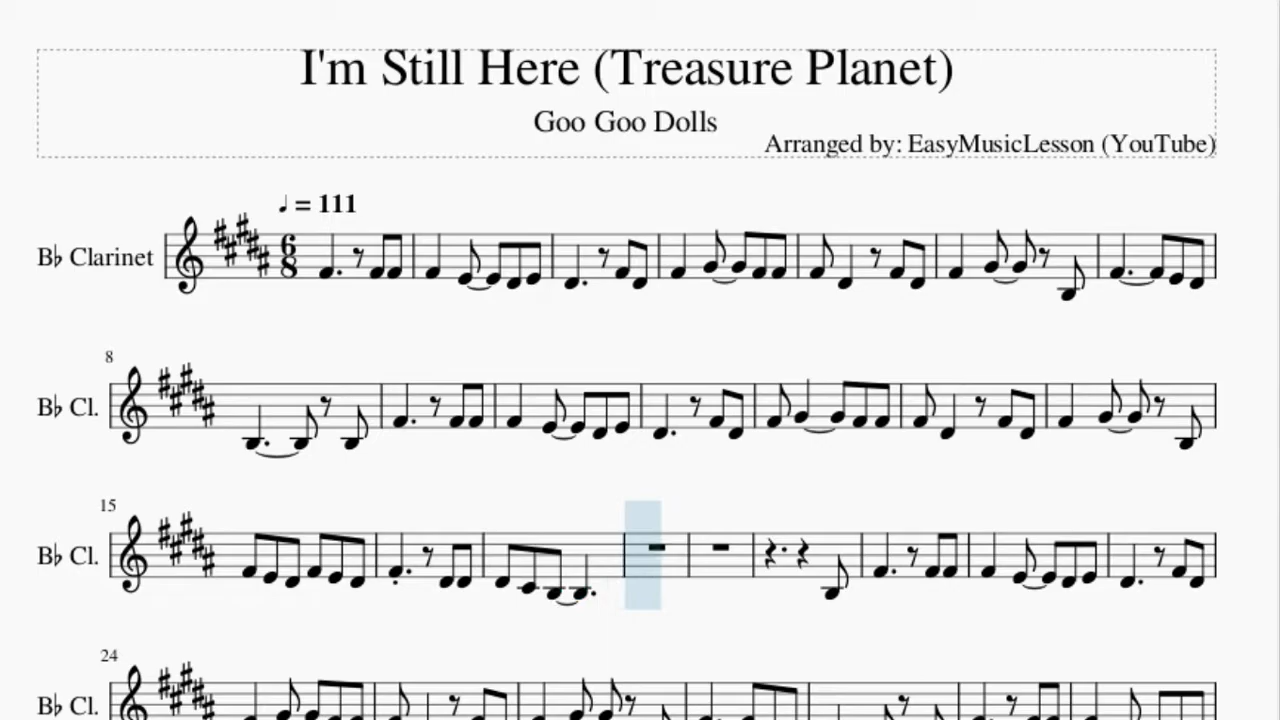 I'm Still Here (Treasure Planet)
Goo Goo Dolls
Arranged by: EasyMusicLesson (YouTube)
♩ = 111
B♭ Clarinet
6
8
8
B♭ Cl.
15
B♭ Cl.
24
B♭ Cl.